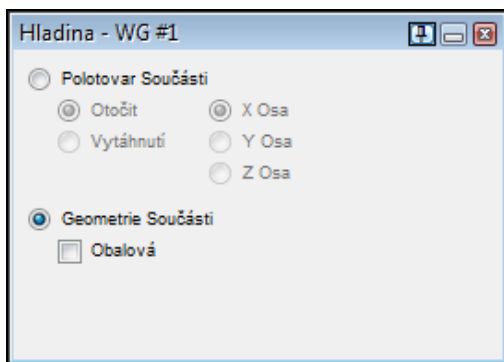 Hladina - WG #1
Polotovar Součásti
Otočit X Osa
Vytáhnutí Y Osa
Z Osa
Geometrie Součásti
Obalová